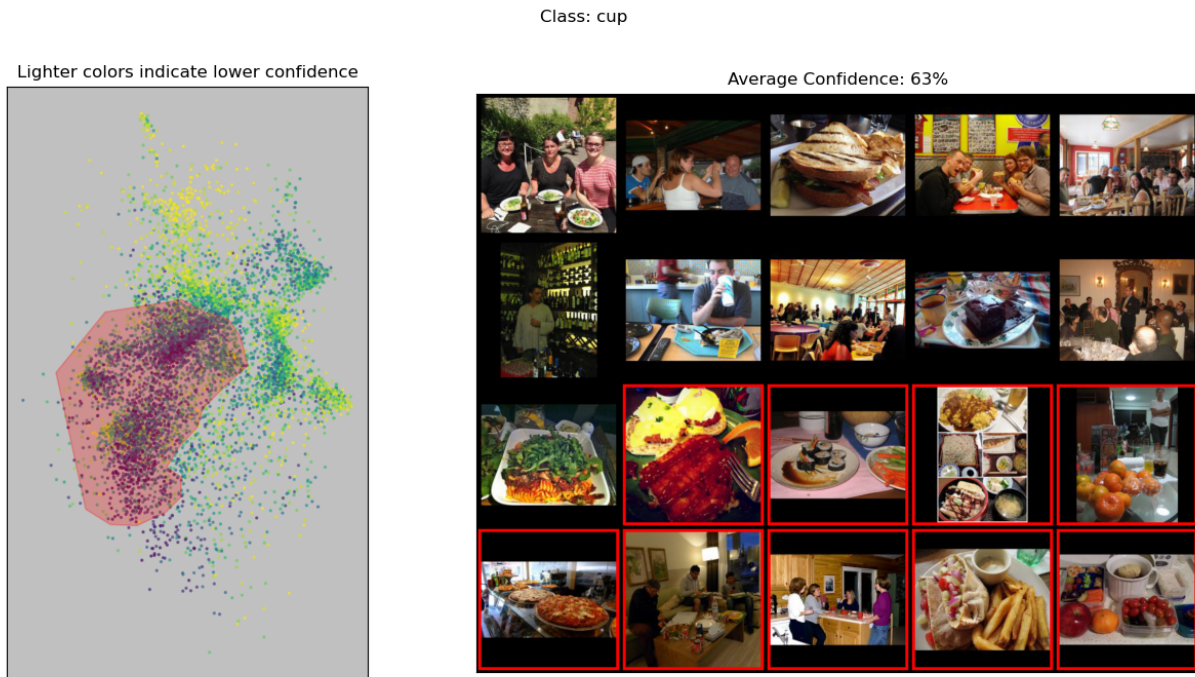 Class: cup
Lighter colors indicate lower confidence
Average Confidence: 63%